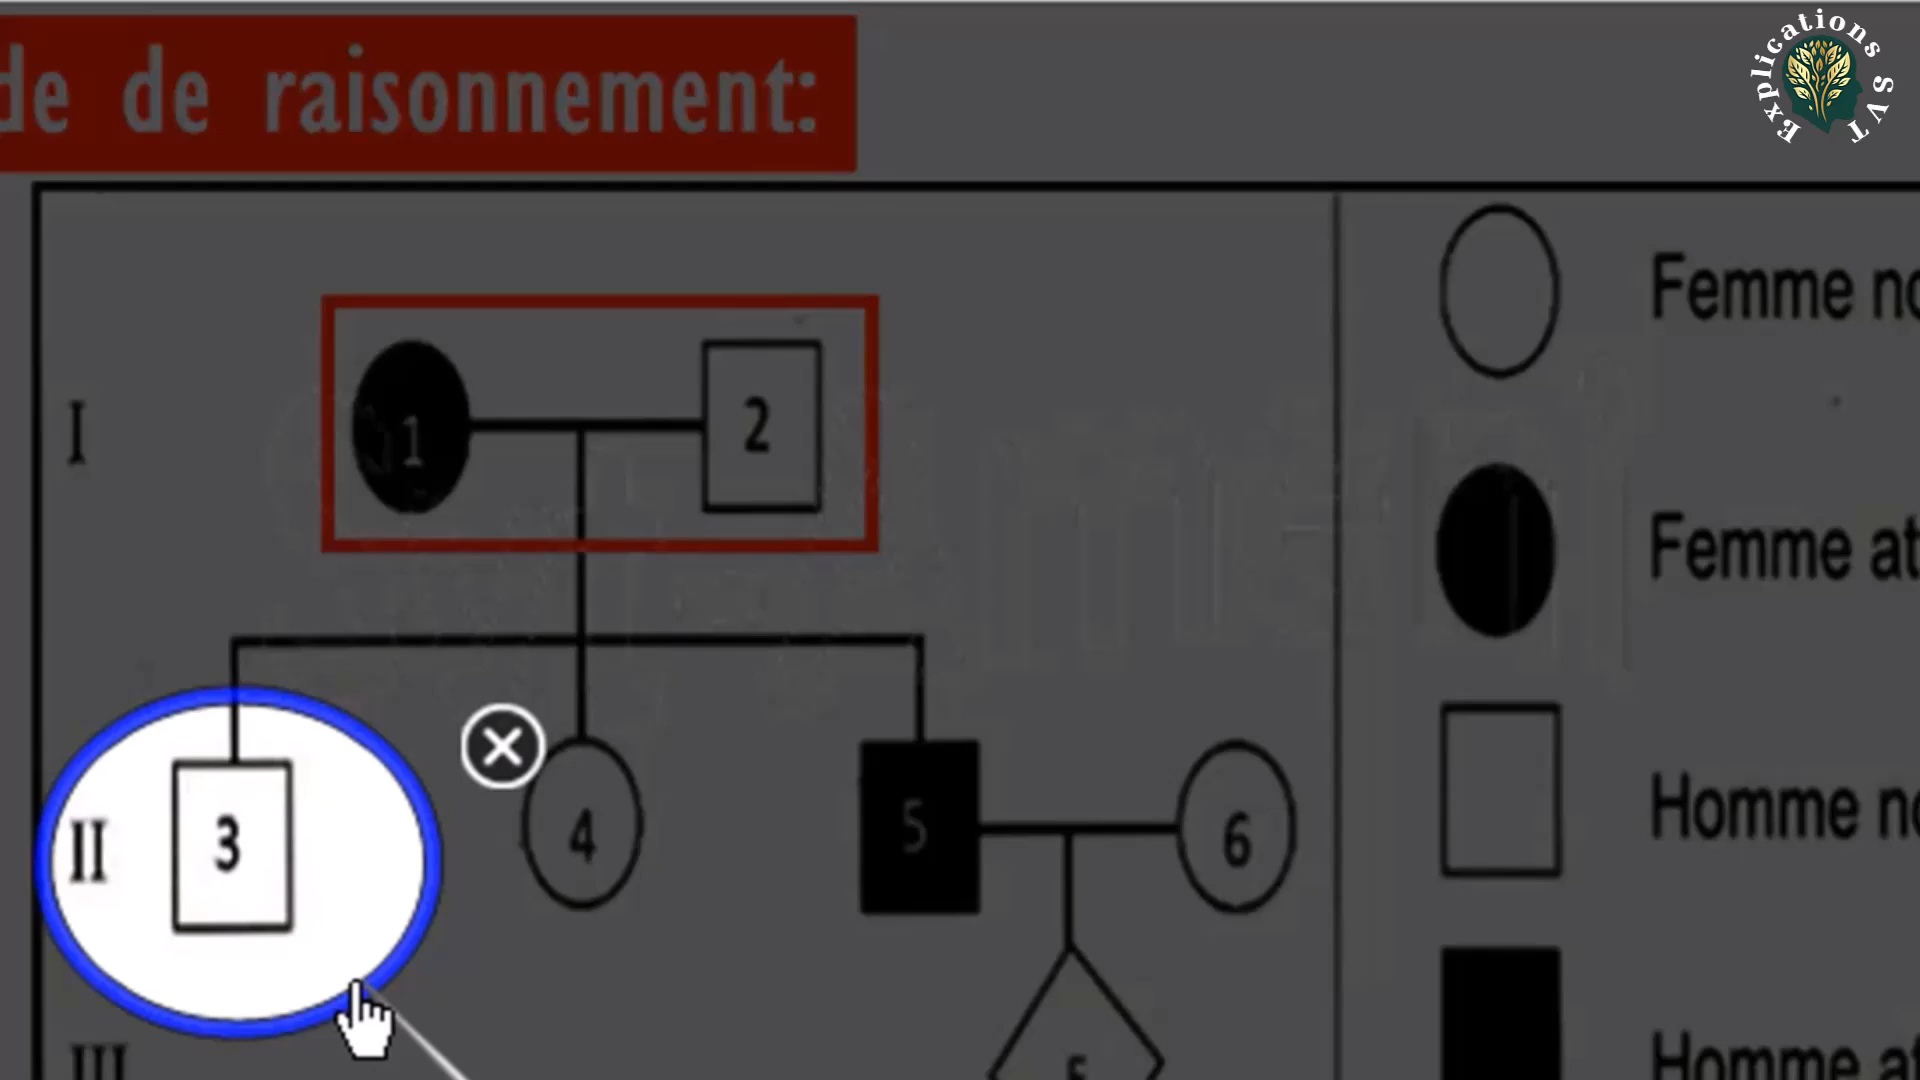 de de raisonnement:
Explications SVT
I
1
2
II
3
4
5
6
III
Femme no
Femme at
Homme no
Homme at